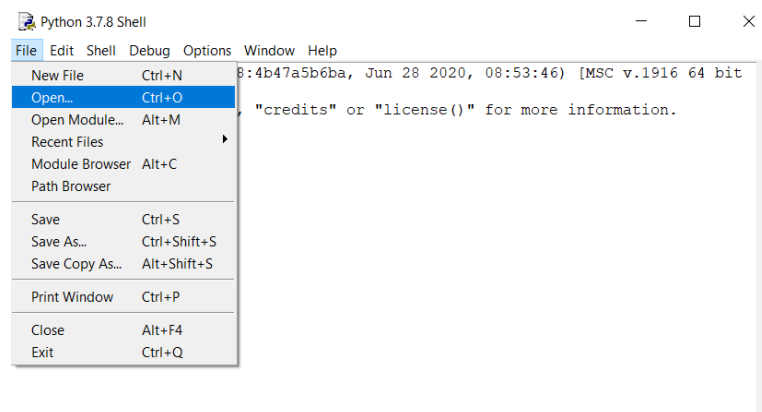 Python 3.7.8 Shell
File Edit Shell Debug Options Window Help
8:4b47a5b6ba, Jun 28 2020, 08:53:46) [MSC v.1916 64 bit
, "credits" or "license()" for more information.
New File Ctrl+N
Open... Ctrl+O
Open Module... Alt+M
Recent Files
Module Browser Alt+C
Path Browser
Save Ctrl+S
Save As... Ctrl+Shift+S
Save Copy As... Alt+Shift+S
Print Window Ctrl+P
Close Alt+F4
Exit Ctrl+Q